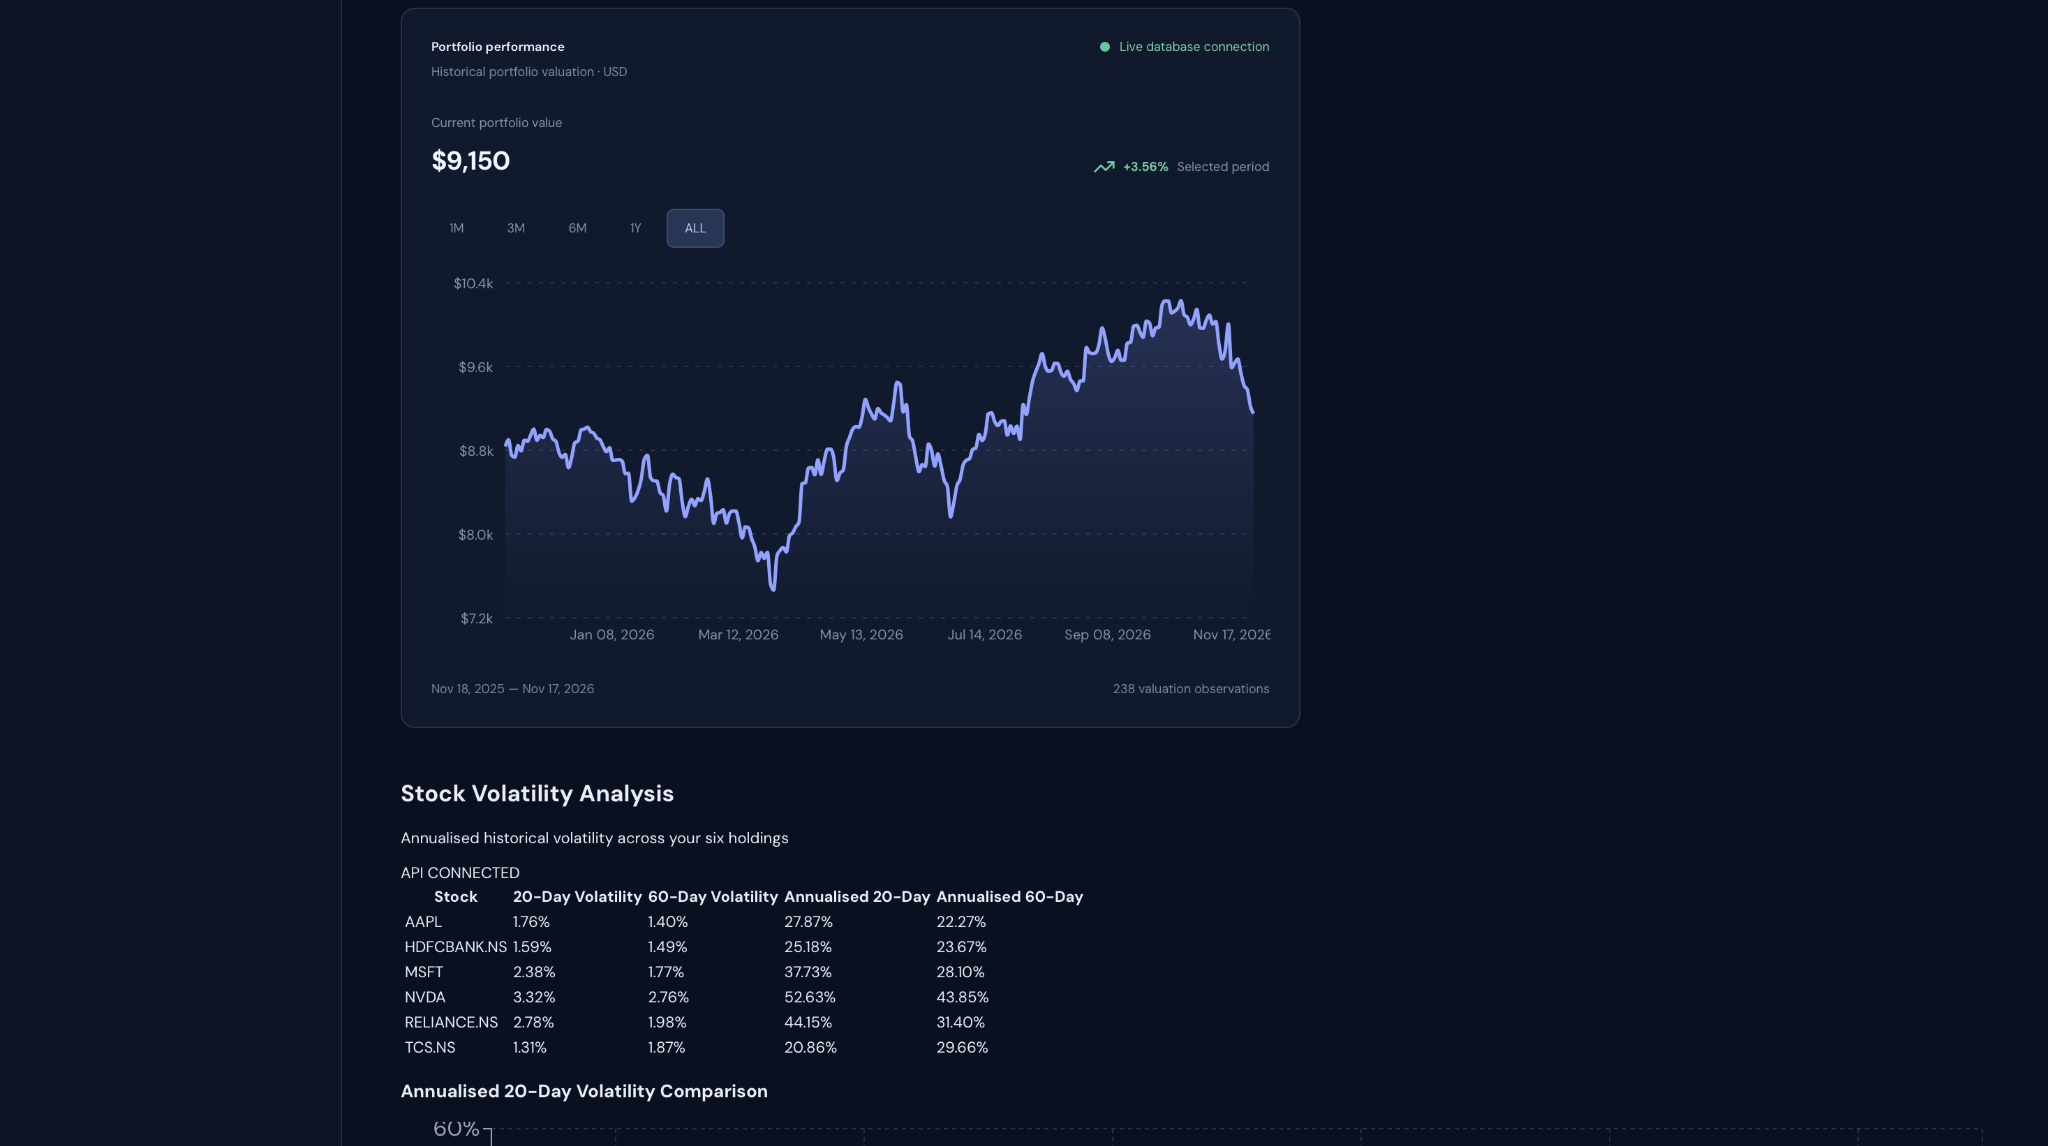 Portfolio performance
Live database connection
Historical portfolio valuation · USD
Current portfolio value
$9,150
+3.56% Selected period
1M 3M 6M 1Y ALL
$10.4k
$9.6k
$8.8k
$8.0k
$7.2k
Jan 08, 2026 Mar 12, 2026 May 13, 2026 Jul 14, 2026 Sep 08, 2026 Nov 17, 2026
Nov 18, 2025 — Nov 17, 2026
238 valuation observations
Stock Volatility Analysis
Annualised historical volatility across your six holdings
API CONNECTED
Stock 20-Day Volatility 60-Day Volatility Annualised 20-Day Annualised 60-Day
AAPL 1.76% 1.40% 27.87% 22.27%
HDFCBANK.NS 1.59% 1.49% 25.18% 23.67%
MSFT 2.38% 1.77% 37.73% 28.10%
NVDA 3.32% 2.76% 52.63% 43.85%
RELIANCE.NS 2.78% 1.98% 44.15% 31.40%
TCS.NS 1.31% 1.87% 20.86% 29.66%
Annualised 20-Day Volatility Comparison
60%